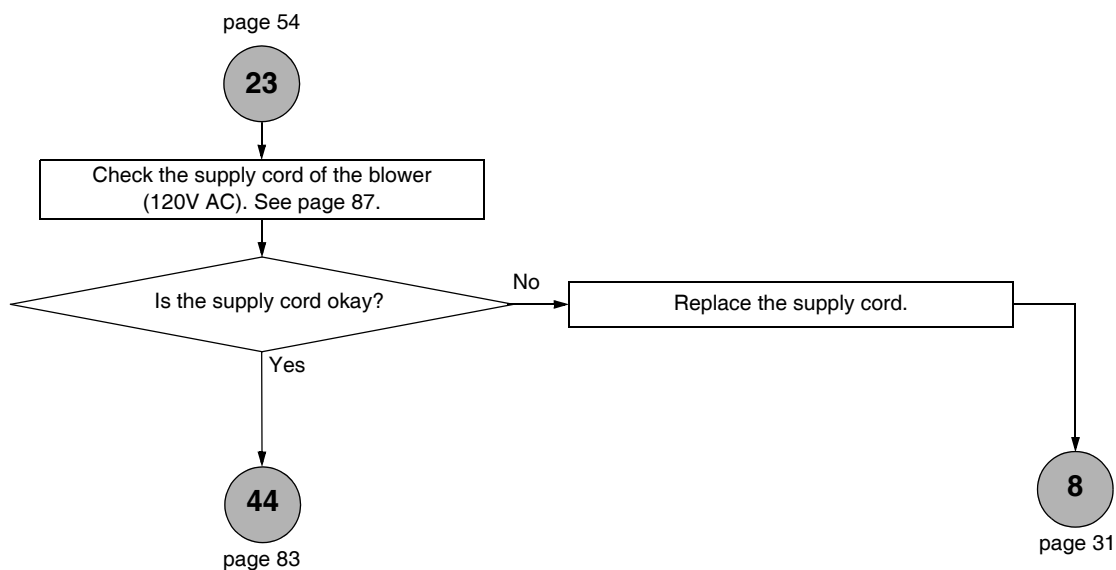 page 54
23
Check the supply cord of the blower
(120V AC). See page 87.
Is the supply cord okay?
No
Replace the supply cord.
Yes
44
page 83
8
page 31